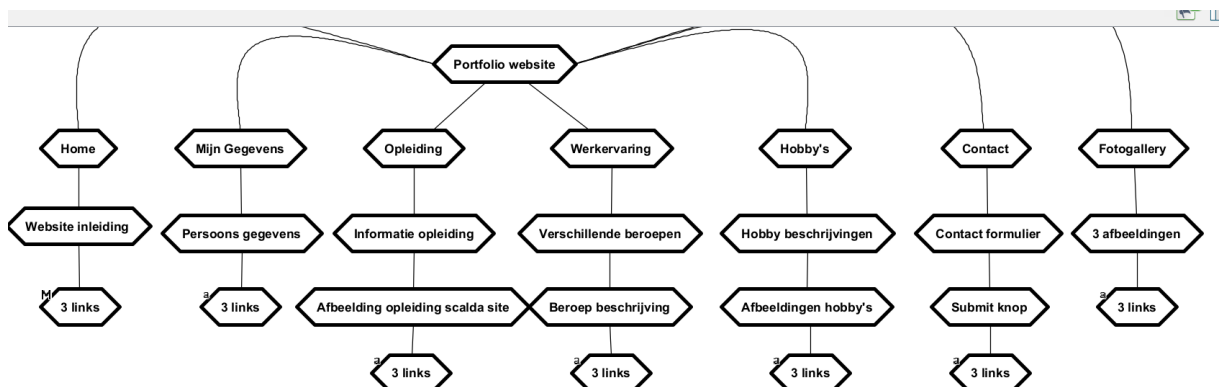 Portfolio website
Home
Mijn Gegevens
Opleiding
Werkervaring
Hobby's
Contact
Fotogallery
Website inleiding
Persoons gegevens
Informatie opleiding
Verschillende beroepen
Hobby beschrijvingen
Contact formulier
3 afbeeldingen
M
3 links
a
3 links
Afbeelding opleiding scalda site
Beroep beschrijving
Afbeeldingen hobby's
Submit knop
a
3 links
a
3 links
a
3 links
a
3 links
a
3 links